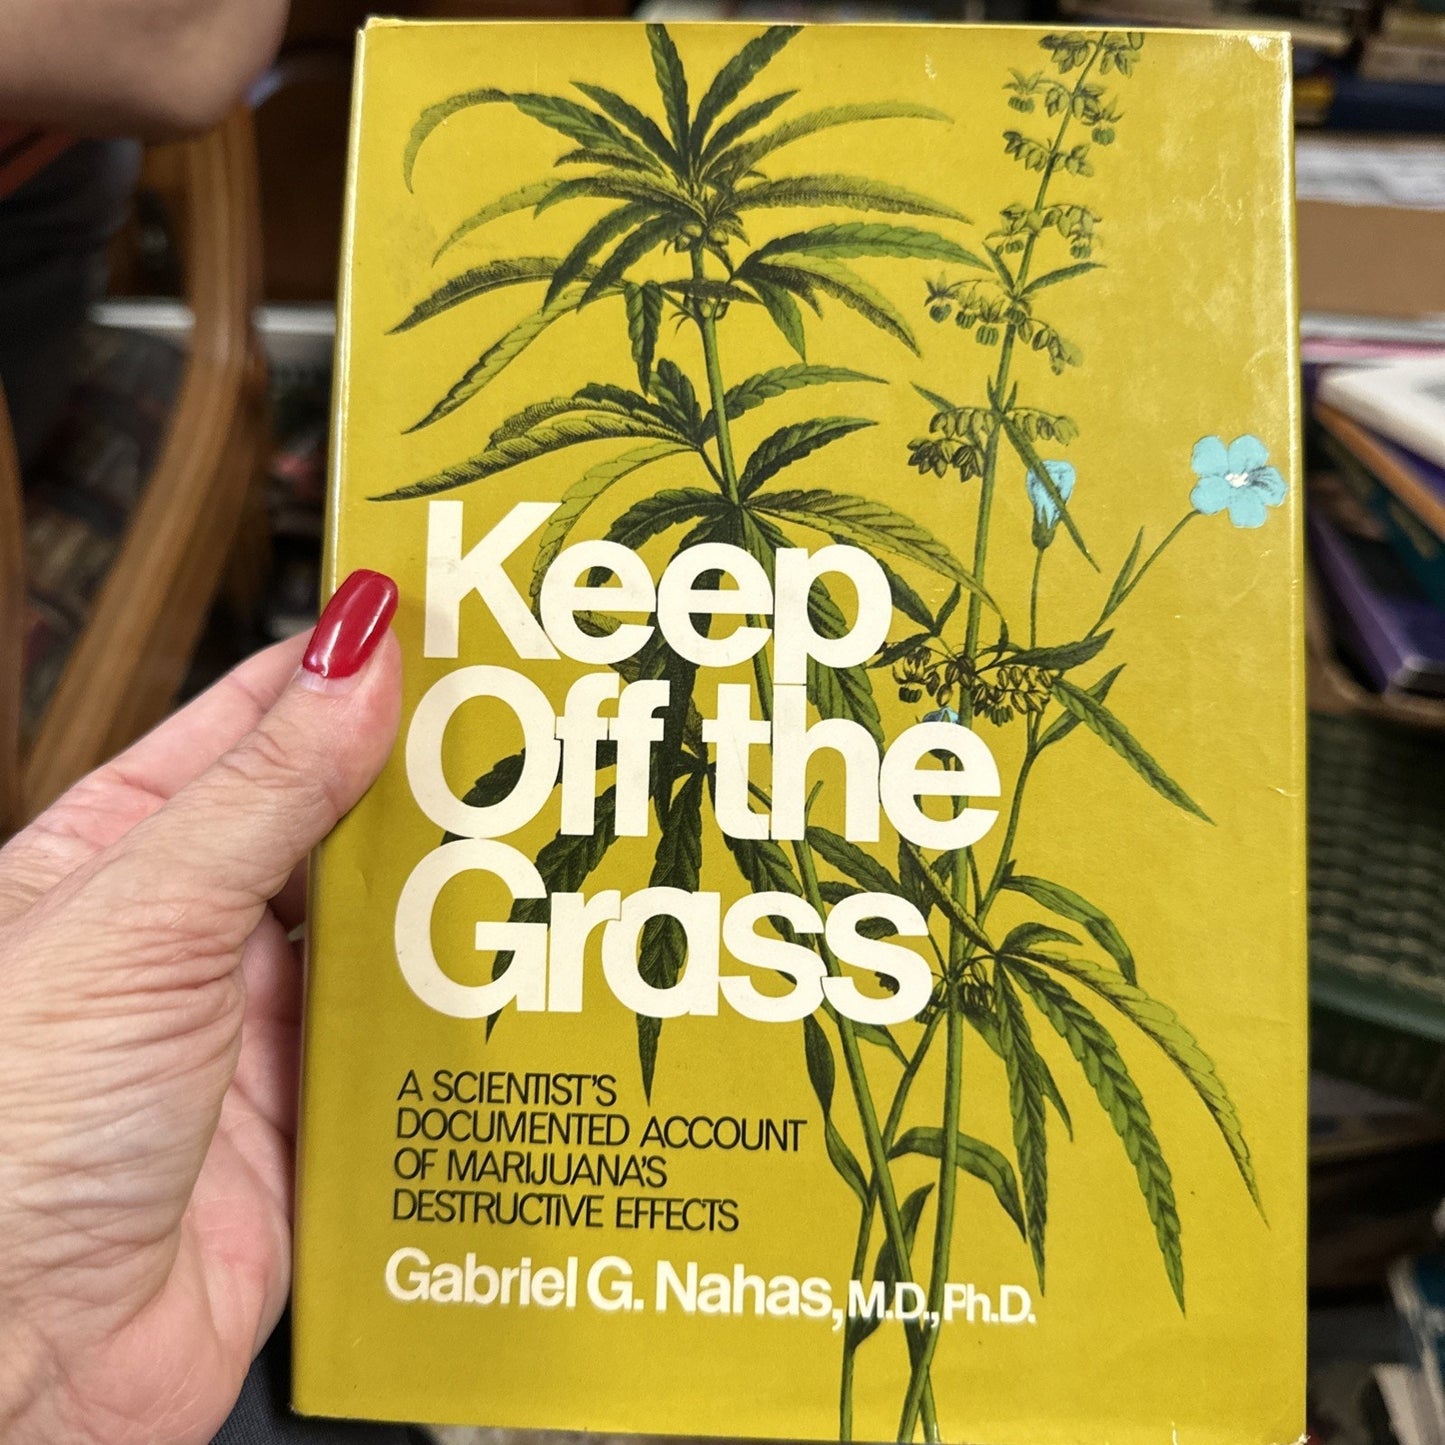 Keep
Off the
Grass
A SCIENTIST'S
DOCUMENTED ACCOUNT
OF MARIJUANA'S
DESTRUCTIVE EFFECTS
Gabriel G. Nahas, M.D., Ph.D.